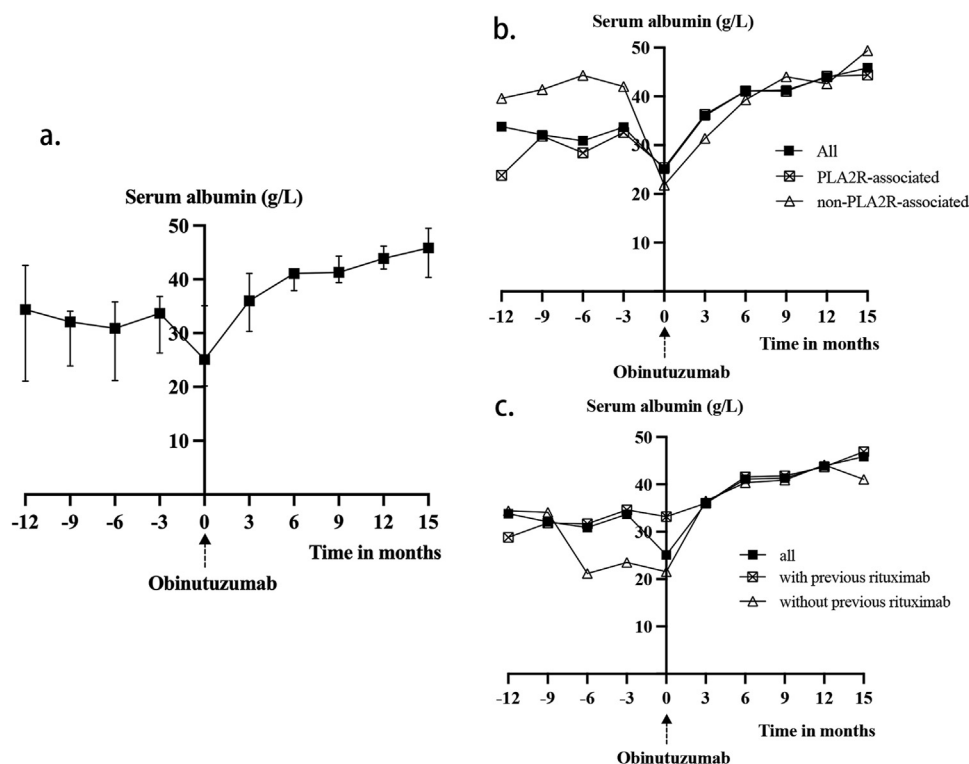 a.
Serum albumin (g/L)
50
40
30
20
10
-12 -9 -6 -3 0 3 6 9 12 15
Time in months
Obinutuzumab
b.
Serum albumin (g/L)
50
40
30
20
10
All
PLA2R-associated
non-PLA2R-associated
-12 -9 -6 -3 0 3 6 9 12 15
Time in months
Obinutuzumab
c.
Serum albumin (g/L)
50
40
30
20
10
all
with previous rituximab
without previous rituximab
-12 -9 -6 -3 0 3 6 9 12 15
Time in months
Obinutuzumab